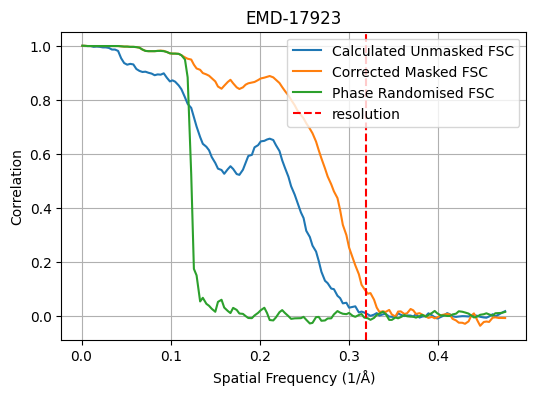 EMD-17923
Calculated Unmasked FSC
Corrected Masked FSC
Phase Randomised FSC
resolution
Correlation
1.0
0.8
0.6
0.4
0.2
0.0
0.0 0.1 0.2 0.3 0.4
Spatial Frequency (1/Å)